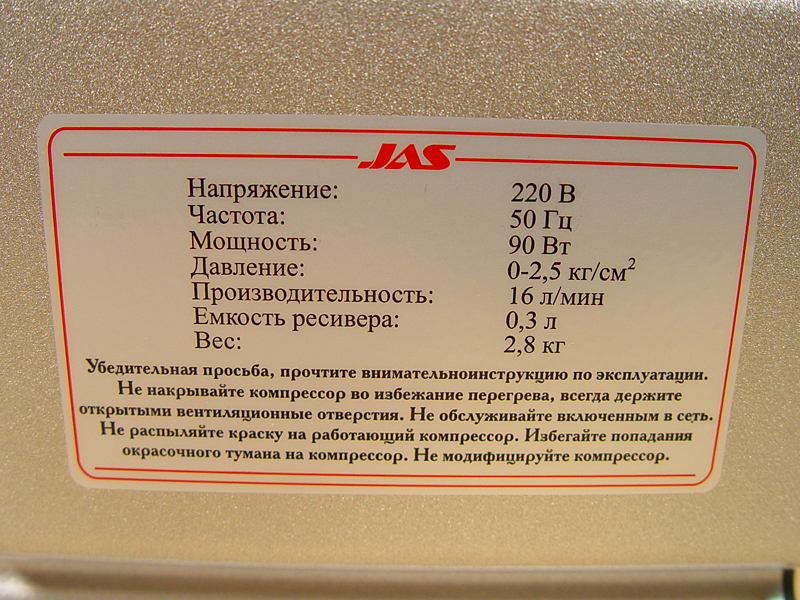 JAS
Напряжение: 220 В
Частота: 50 Гц
Мощность: 90 Вт
Давление: 0-2,5 кг/см²
Производительность: 16 л/мин
Емкость ресивера: 0,3 л
Вес: 2,8 кг
Убедительная просьба, прочтите внимательноинструкцию по эксплуатации.
Не накрывайте компрессор во избежание перегрева, всегда держите
открытыми вентиляционные отверстия. Не обслуживайте включенным в сеть.
Не распыляйте краску на работающий компрессор. Избегайте попадания
окрасочного тумана на компрессор. Не модифицируйте компрессор.